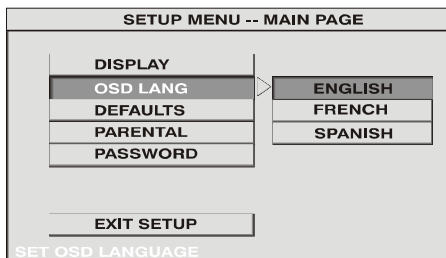 SETUP MENU -- MAIN PAGE
DISPLAY
OSD LANG
ENGLISH
DEFAULTS
FRENCH
PARENTAL
SPANISH
PASSWORD
EXIT SETUP
SET OSD LANGUAGE